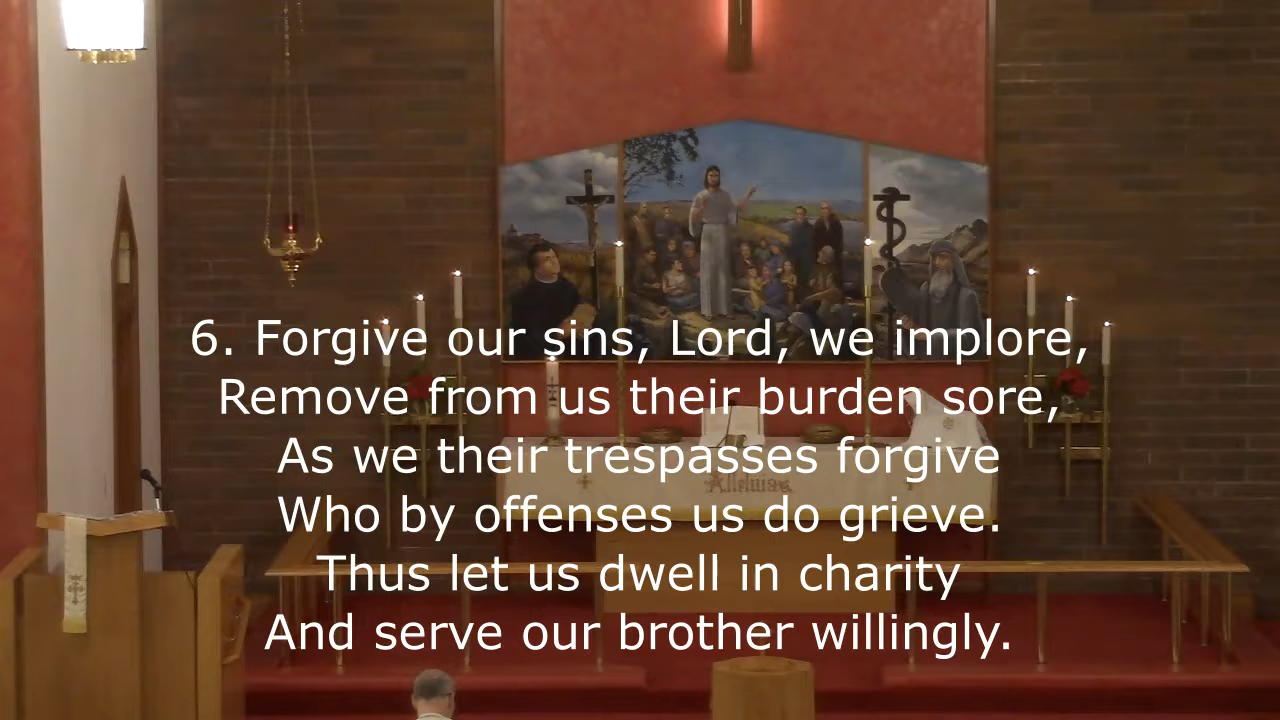 6. Forgive our sins, Lord, we implore,
Remove from us their burden sore,
As we their trespasses forgive
Who by offenses us do grieve.
Thus let us dwell in charity
And serve our brother willingly.
Alleluia